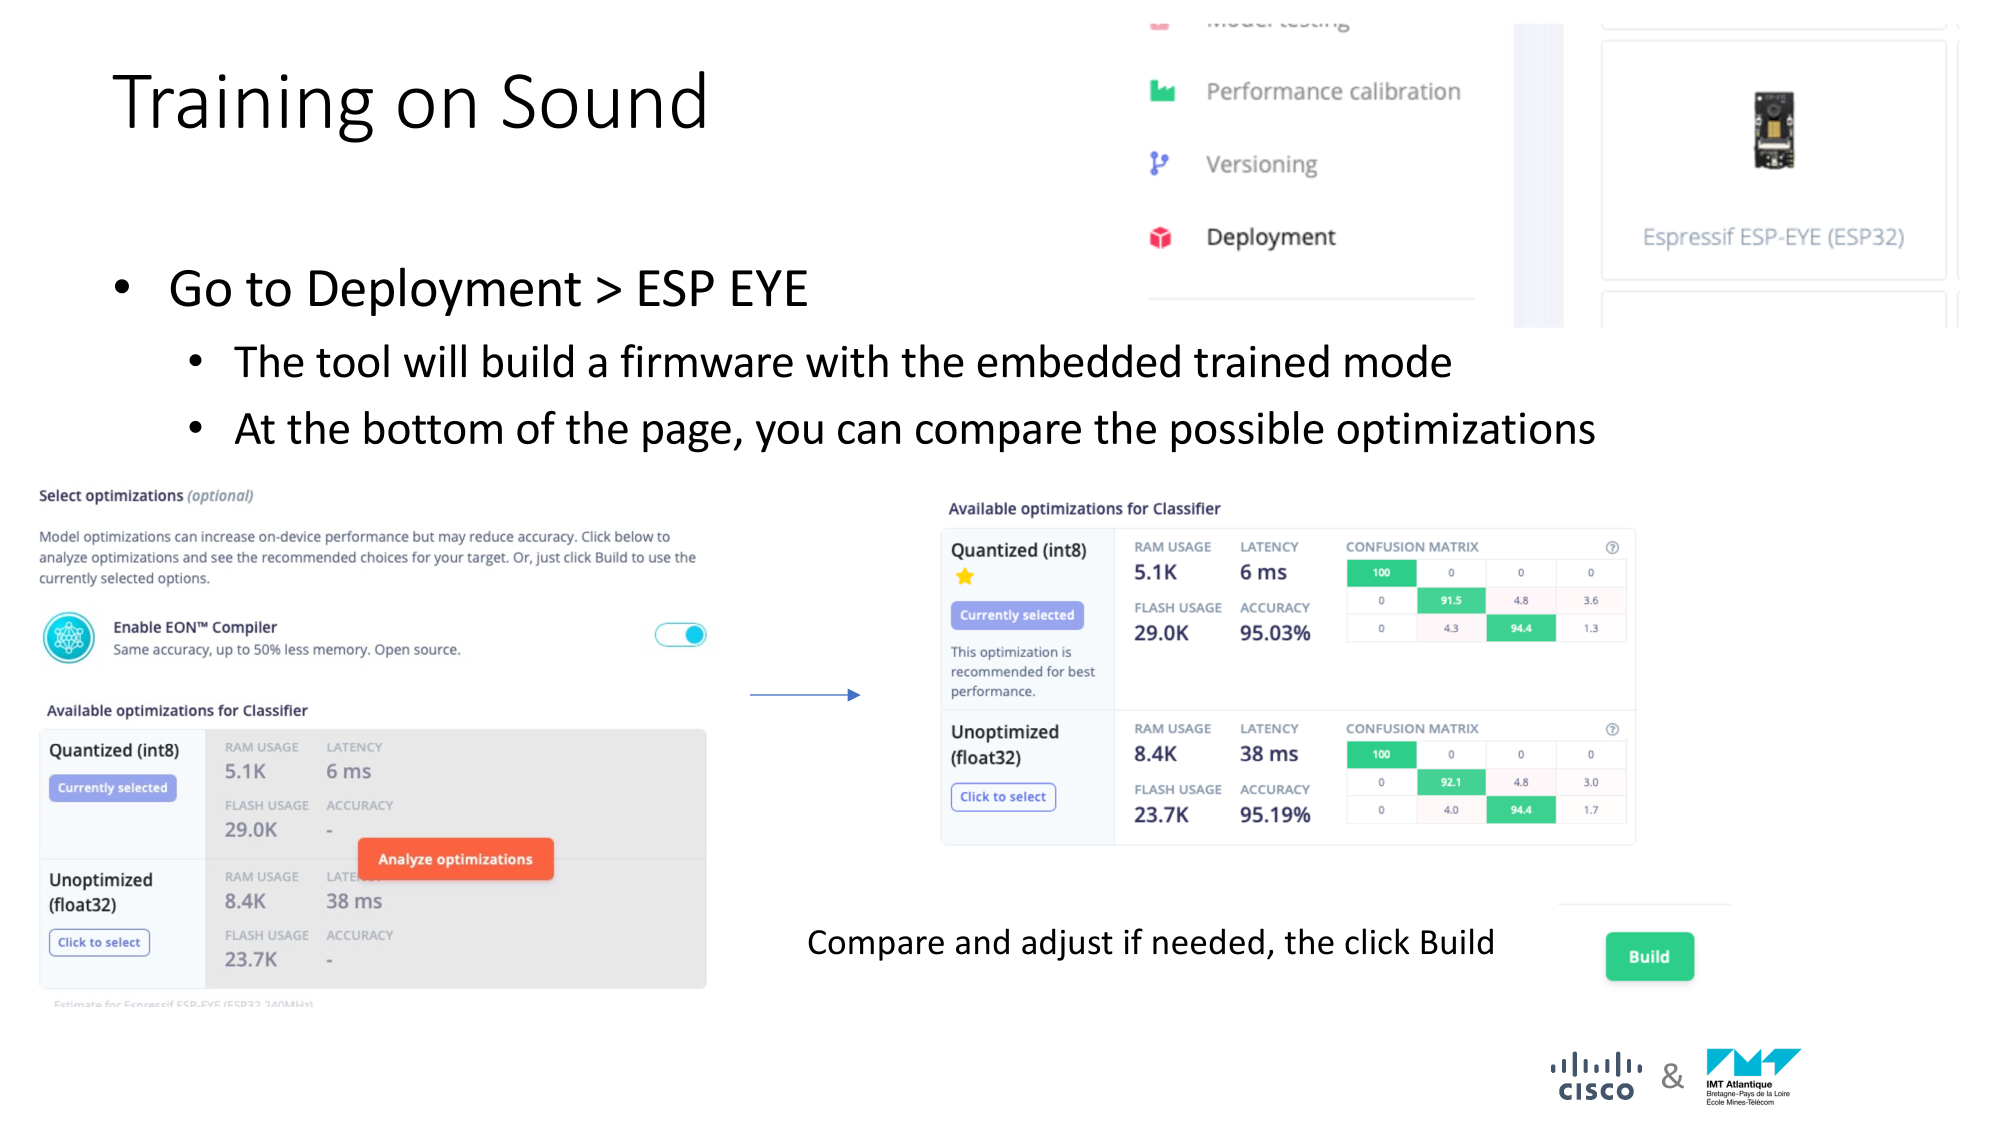 Training on Sound
Model testing
Performance calibration
Versioning
Deployment
Espressif ESP-EYE (ESP32)
• Go to Deployment > ESP EYE
• The tool will build a firmware with the embedded trained mode
• At the bottom of the page, you can compare the possible optimizations
Select optimizations (optional)
Model optimizations can increase on-device performance but may reduce accuracy. Click below to
analyze optimizations and see the recommended choices for your target. Or, just click Build to use the
currently selected options.
Enable EON™ Compiler
Same accuracy, up to 50% less memory. Open source.
Available optimizations for Classifier
Quantized (int8)
Currently selected
RAM USAGE LATENCY
5.1K 6 ms
FLASH USAGE ACCURACY
29.0K -
Analyze optimizations
Unoptimized
(float32)
Click to select
RAM USAGE
8.4K 38 ms
FLASH USAGE ACCURACY
23.7K -
Estimate for Espressif ESP-EYE (ESP32 240MHz)
Available optimizations for Classifier
Quantized (int8)
Currently selected
This optimization is
recommended for best
performance.
RAM USAGE LATENCY
5.1K 6 ms
FLASH USAGE ACCURACY
29.0K 95.03%
CONFUSION MATRIX
100 0 0 0
0 91.5 4.8 3.6
0 4.3 94.4 1.3
Unoptimized
(float32)
Click to select
RAM USAGE LATENCY
8.4K 38 ms
FLASH USAGE ACCURACY
23.7K 95.19%
CONFUSION MATRIX
100 0 0 0
0 92.1 4.8 3.0
0 4.0 94.4 1.7
Compare and adjust if needed, the click Build
Build
CISCO & IMT Atlantique
Bretagne-Pays de la Loire
École Mines-Télécom